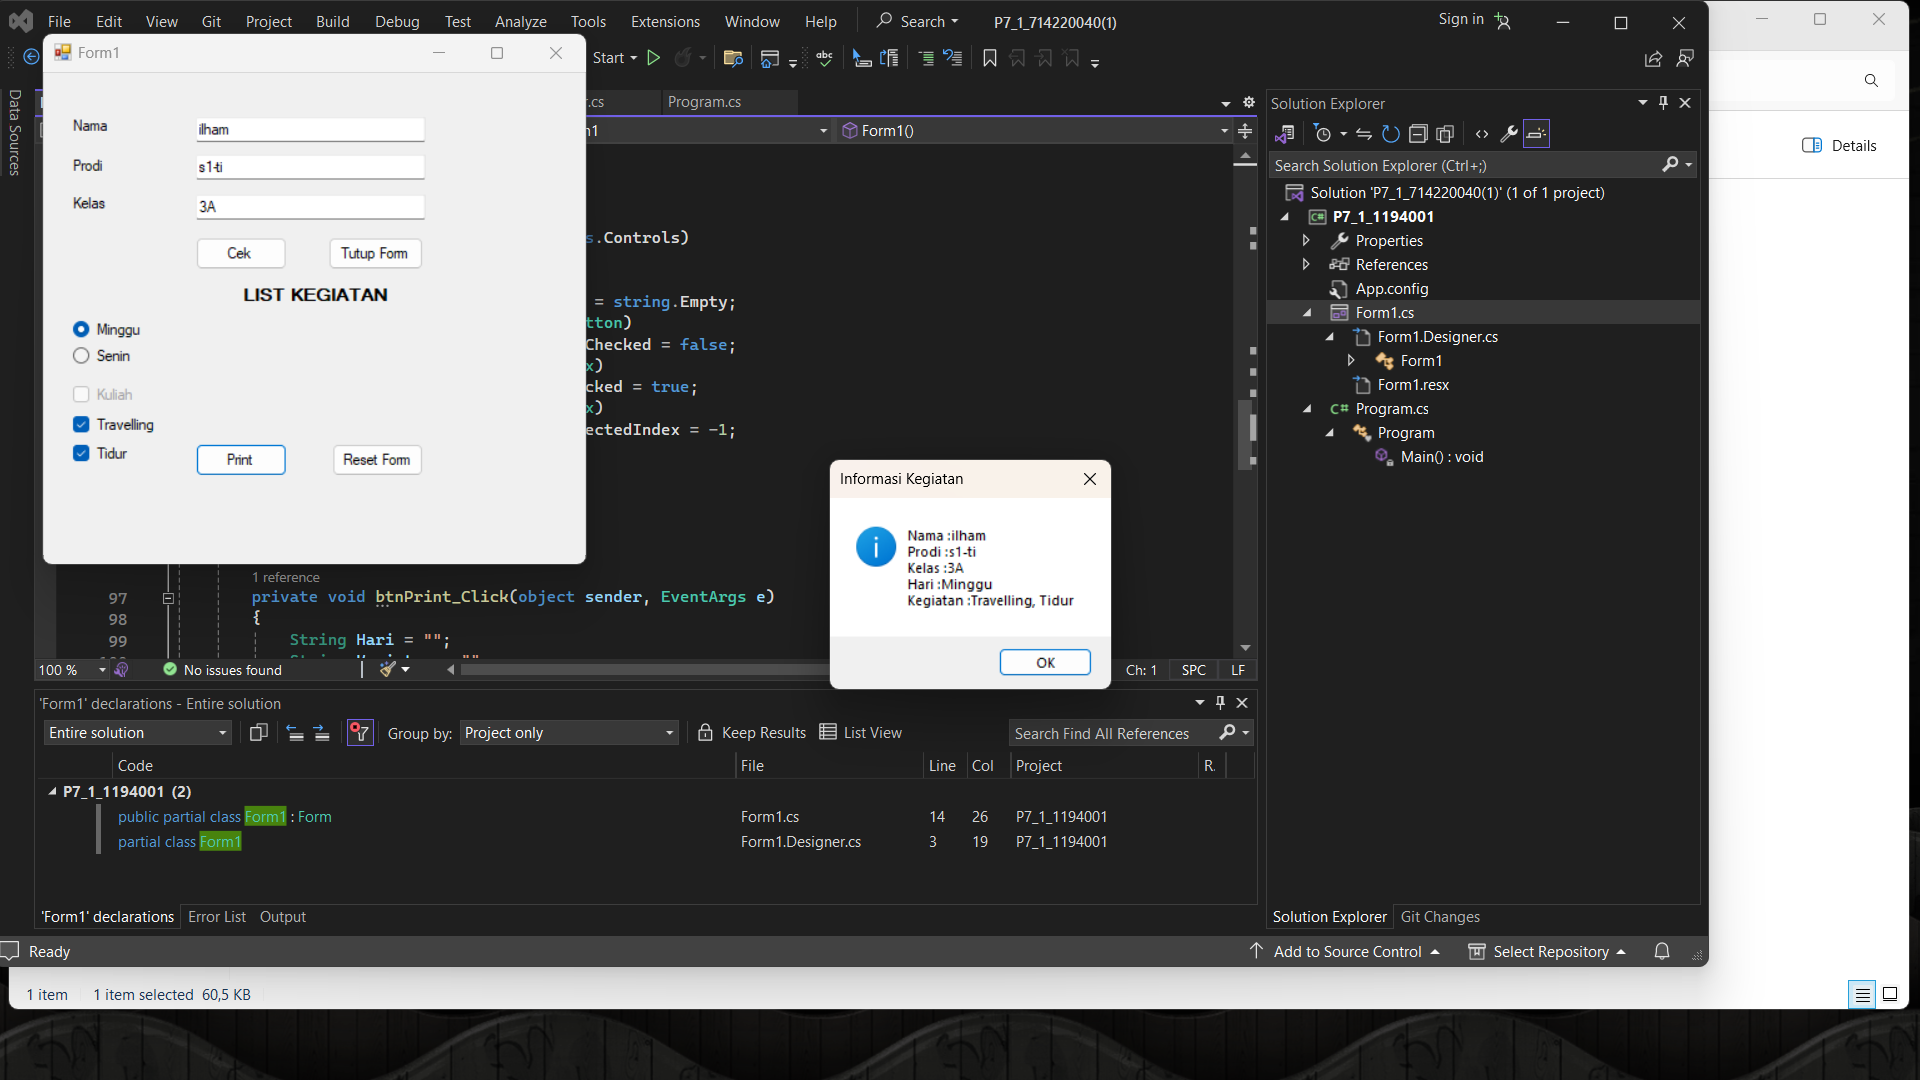 File Edit View Git Project Build Debug Test Analyze Tools Extensions Window Help Search P7_1_714220040(1) Sign in
Start
Form1
Nama ilham
Prodi s1-ti
Kelas 3A
Cek Tutup Form
LIST KEGIATAN
Minggu
Senin
Kuliah
Travelling
Tidur
Print Reset Form
Data Sources
.cs Program.cs
Form1()
.Controls)
= string.Empty;
tton)
Checked = false;
x)
cked = true;
x)
ectedIndex = -1;
1 reference
97 private void btnPrint_Click(object sender, EventArgs e)
98 {
99 String Hari = "";
100 %
No issues found
Ch: 1 SPC LF
Informasi Kegiatan
Nama :ilham
Prodi :s1-ti
Kelas :3A
Hari :Minggu
Kegiatan :Travelling, Tidur
OK
'Form1' declarations - Entire solution
Entire solution Group by: Project only Keep Results List View Search Find All References
Code File Line Col Project R.
P7_1_1194001 (2)
public partial class Form1 : Form Form1.cs 14 26 P7_1_1194001
partial class Form1 Form1.Designer.cs 3 19 P7_1_1194001
'Form1' declarations Error List Output
Solution Explorer
Search Solution Explorer (Ctrl+;)
Solution 'P7_1_714220040(1)' (1 of 1 project)
P7_1_1194001
Properties
References
App.config
Form1.cs
Form1.Designer.cs
Form1
Form1.resx
Program.cs
Program
Main() : void
Solution Explorer Git Changes
Ready Add to Source Control Select Repository
Details
1 item 1 item selected 60,5 KB